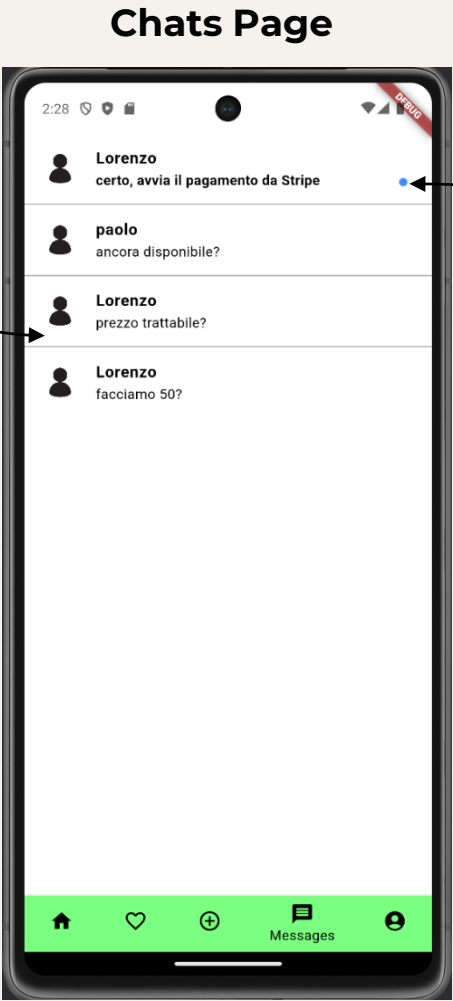 Chats Page
2:28
DEBUG
Lorenzo
certo, avvia il pagamento da Stripe
paolo
ancora disponibile?
Lorenzo
prezzo trattabile?
Lorenzo
facciamo 50?
Messages